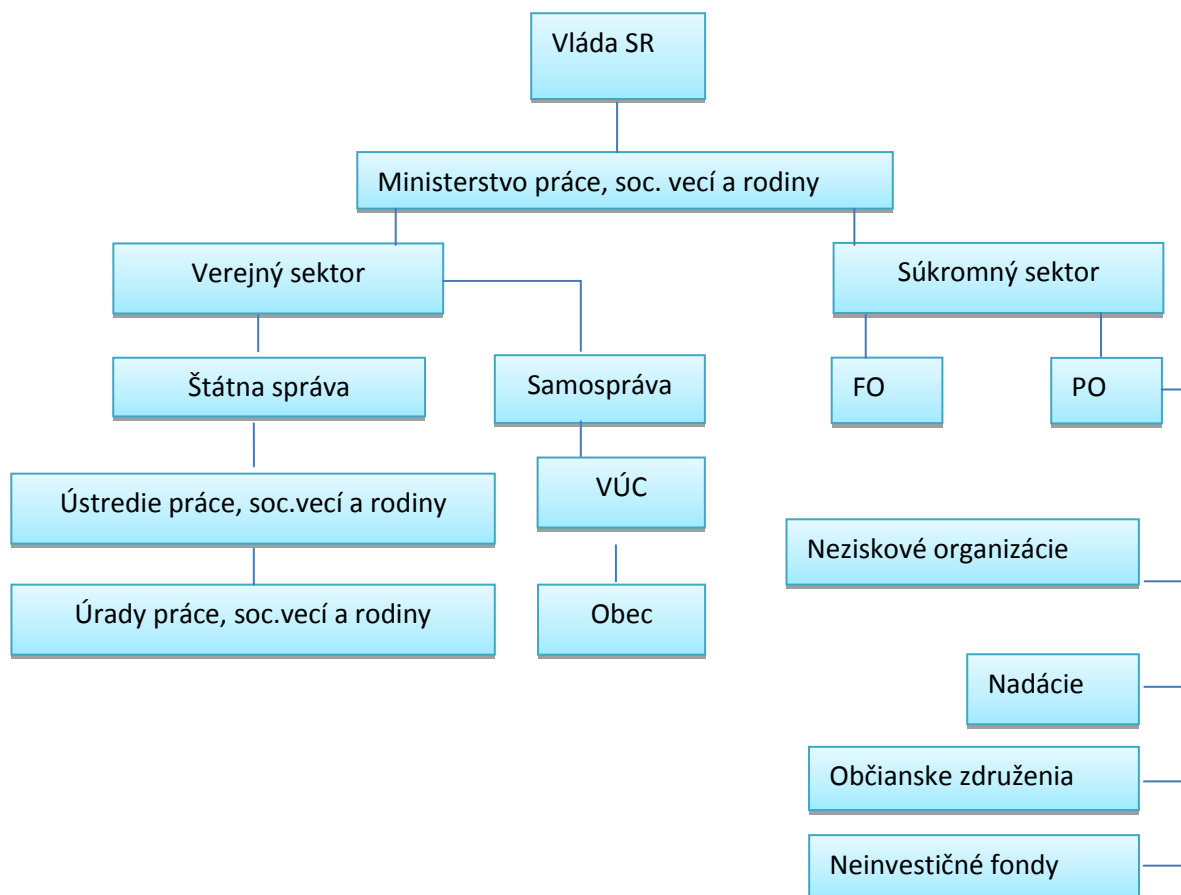 Vláda SR
Ministerstvo práce, soc. vecí a rodiny
Verejný sektor
Súkromný sektor
Štátna správa
Samospráva
FO
PO
Ústredie práce, soc.vecí a rodiny
VÚC
Neziskové organizácie
Úrady práce, soc.vecí a rodiny
Obec
Nadácie
Občianske združenia
Neinvestičné fondy